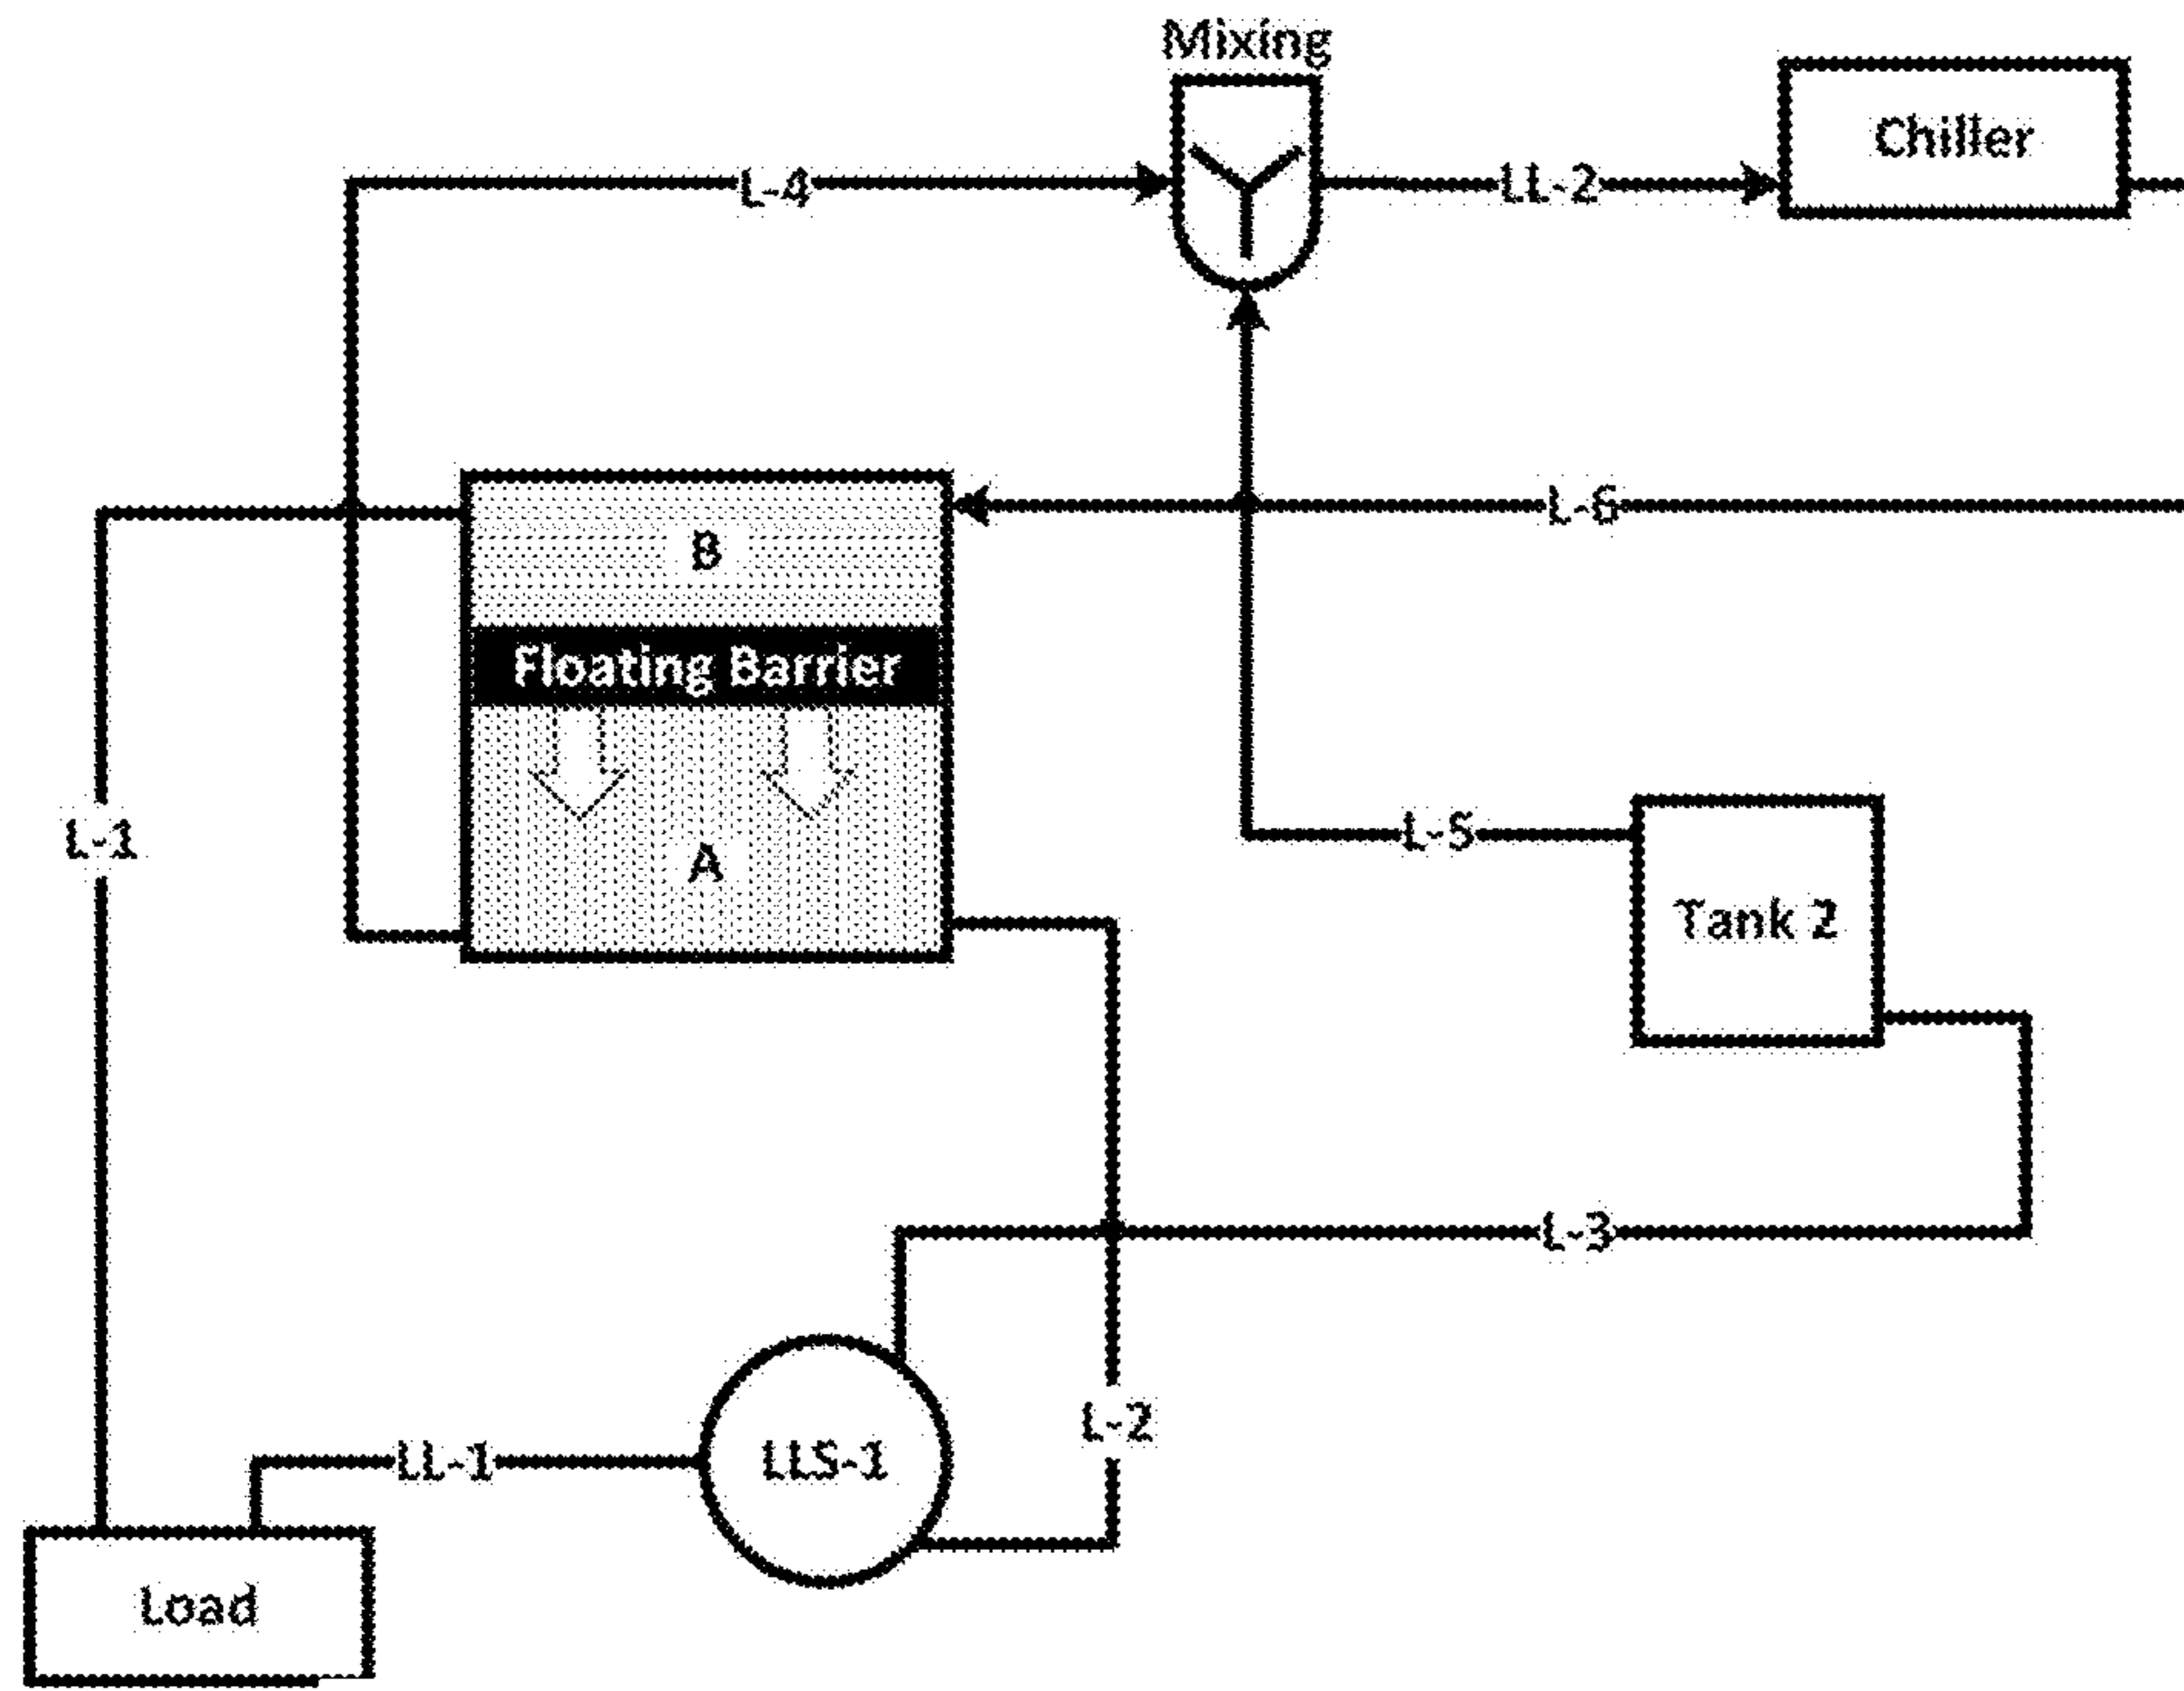 Mixing
Chiller
L-4
LL-2
B
L-6
Floating Barrier
L-1
L-5
A
Tank 2
L-3
L-2
LL-1
LLS-1
Load